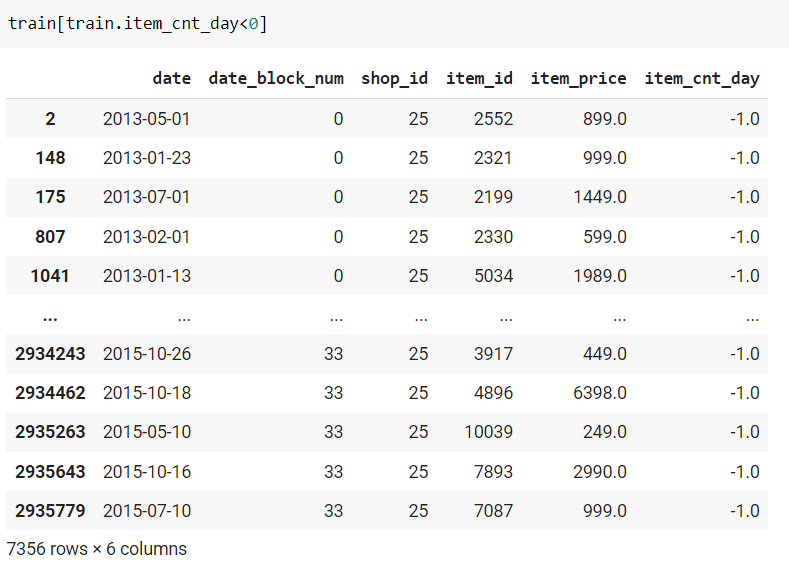 train[train.item_cnt_day<0]
date date_block_num shop_id item_id item_price item_cnt_day
2 2013-05-01 0 25 2552 899.0 -1.0
148 2013-01-23 0 25 2321 999.0 -1.0
175 2013-07-01 0 25 2199 1449.0 -1.0
807 2013-02-01 0 25 2330 599.0 -1.0
1041 2013-01-13 0 25 5034 1989.0 -1.0
... ... ... ... ... ... ...
2934243 2015-10-26 33 25 3917 449.0 -1.0
2934462 2015-10-18 33 25 4896 6398.0 -1.0
2935263 2015-05-10 33 25 10039 249.0 -1.0
2935643 2015-10-16 33 25 7893 2990.0 -1.0
2935779 2015-07-10 33 25 7087 999.0 -1.0
7356 rows × 6 columns